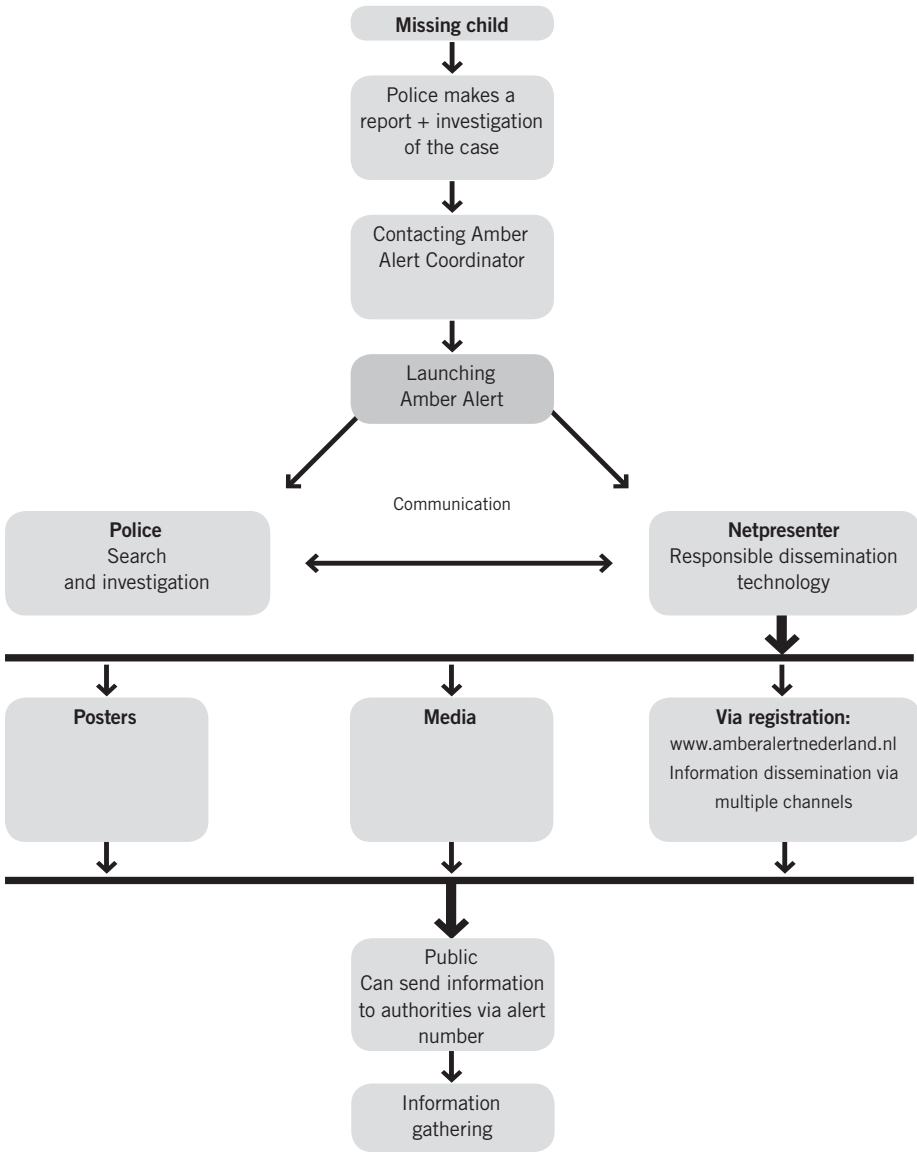 Missing child
Police makes a
report + investigation
of the case
Contacting Amber
Alert Coordinator
Launching
Amber Alert
Communication
Police
Search
and investigation
Netpresenter
Responsible dissemination
technology
Posters
Media
Via registration:
www.amberalertnederland.nl
Information dissemination via
multiple channels
Public
Can send information
to authorities via alert
number
Information
gathering